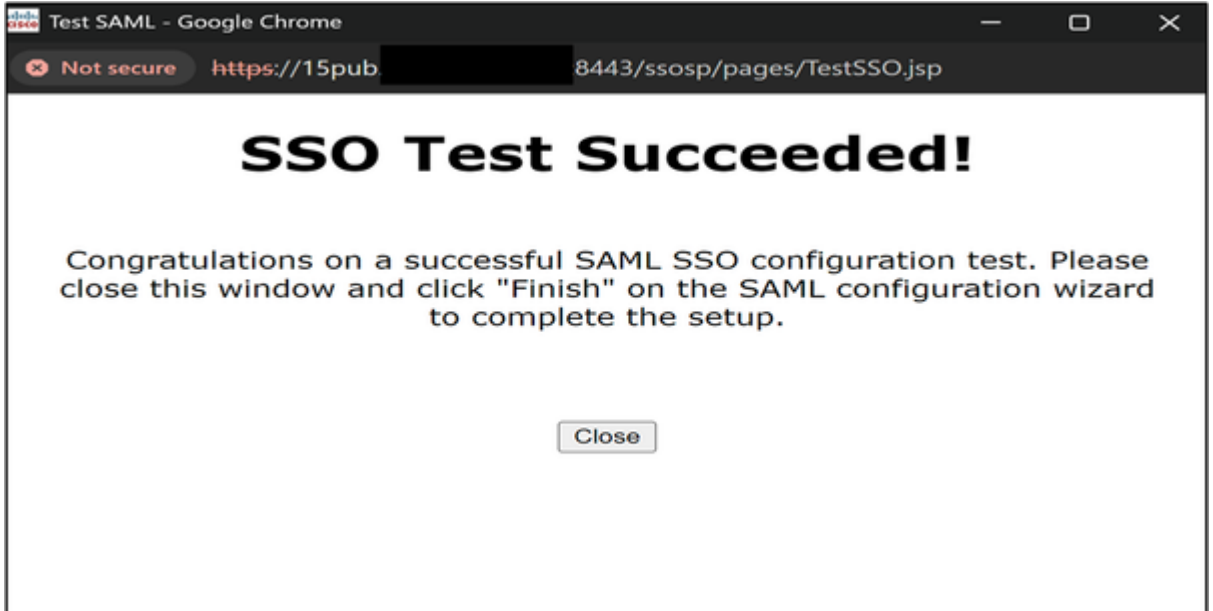 cisco Test SAML - Google Chrome
Not secure https://15pub. 8443/ssosp/pages/TestSSO.jsp
SSO Test Succeeded!
Congratulations on a successful SAML SSO configuration test. Please
close this window and click "Finish" on the SAML configuration wizard
to complete the setup.
Close